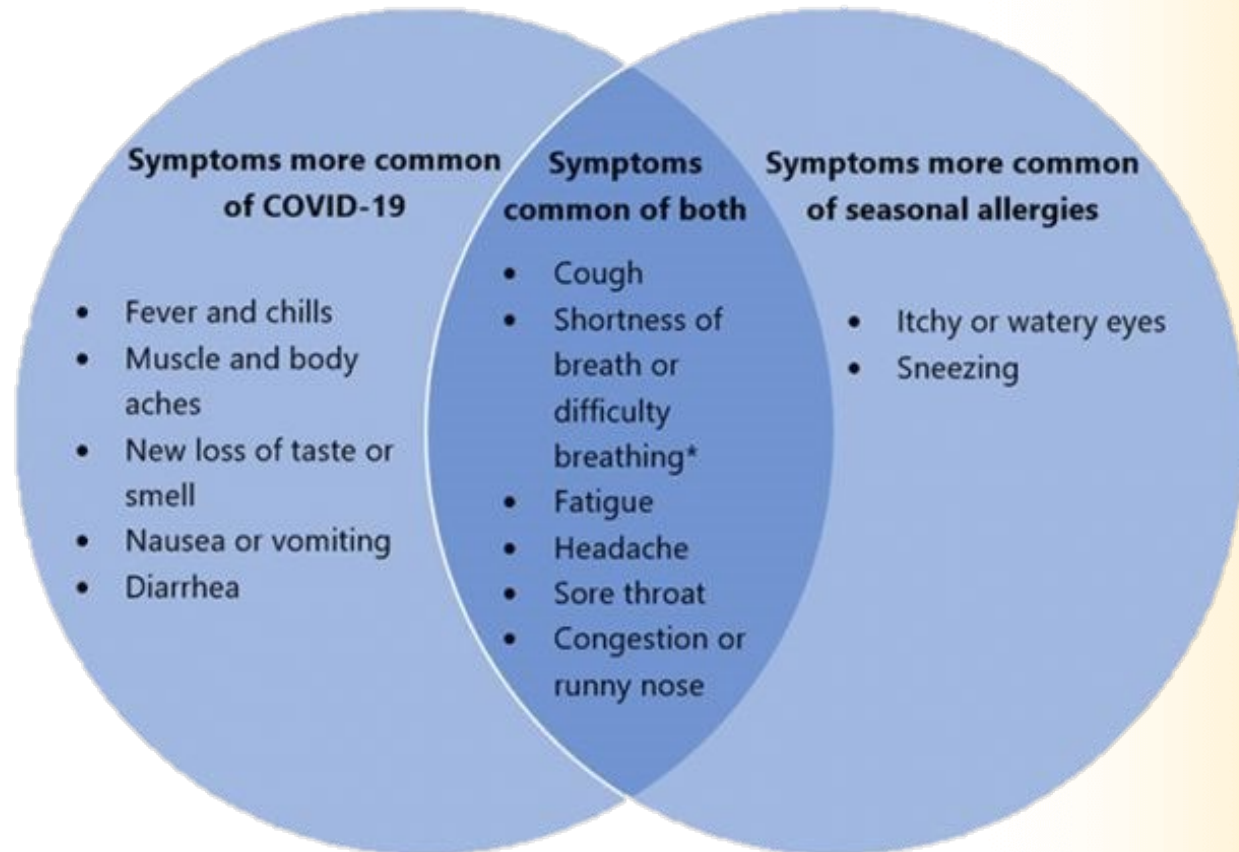 Symptoms more common
of COVID-19
• Fever and chills
• Muscle and body
aches
• New loss of taste or
smell
• Nausea or vomiting
• Diarrhea
Symptoms
common of both
• Cough
• Shortness of
breath or
difficulty
breathing*
• Fatigue
• Headache
• Sore throat
• Congestion or
runny nose
Symptoms more common
of seasonal allergies
• Itchy or watery eyes
• Sneezing